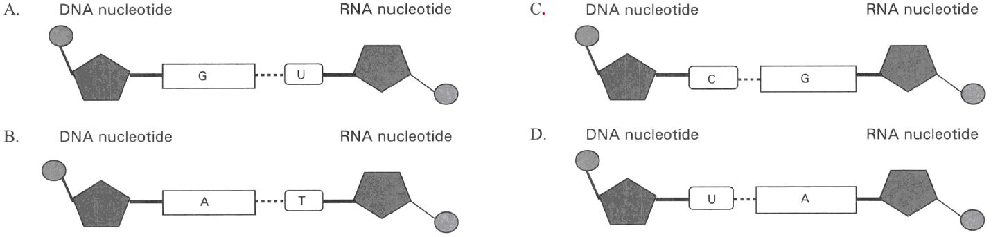 A. DNA nucleotide RNA nucleotide
G U
B. DNA nucleotide RNA nucleotide
A T
C. DNA nucleotide RNA nucleotide
C G
D. DNA nucleotide RNA nucleotide
U A